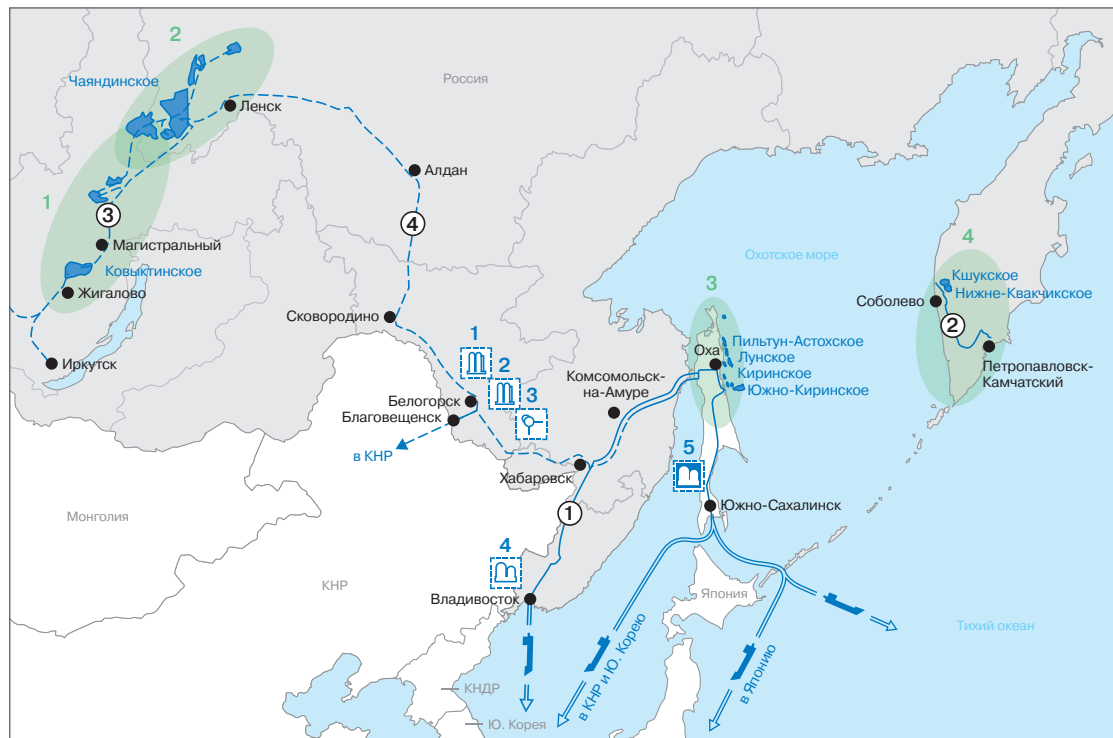 2
Чаяндинское
Россия
Ленск
Алдан
1
3
4
Магистральный
Ковыктинское
Жигалово
Иркутск
Сковородино
Охотское море
3
4
Кшукское
Нижне-Квакчикское
Соболево
2
Петропавловск-
Камчатский
Пильтун-Астохское
Лунское
Киринское
Южно-Киринское
Оха
1
2
3
Комсомольск-
на-Амуре
Белогорск
Благовещенск
в КНР
Хабаровск
5
Южно-Сахалинск
1
Монголия
КНР
4
Владивосток
Япония
Тихий океан
в КНР и Ю. Корею
в Японию
КНДР
Ю. Корея